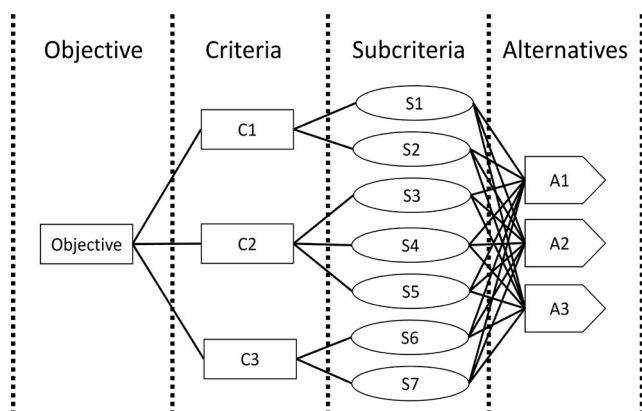 Objective
Criteria
Subcriteria
Alternatives
Objective
C1
C2
C3
S1
S2
S3
S4
S5
S6
S7
A1
A2
A3